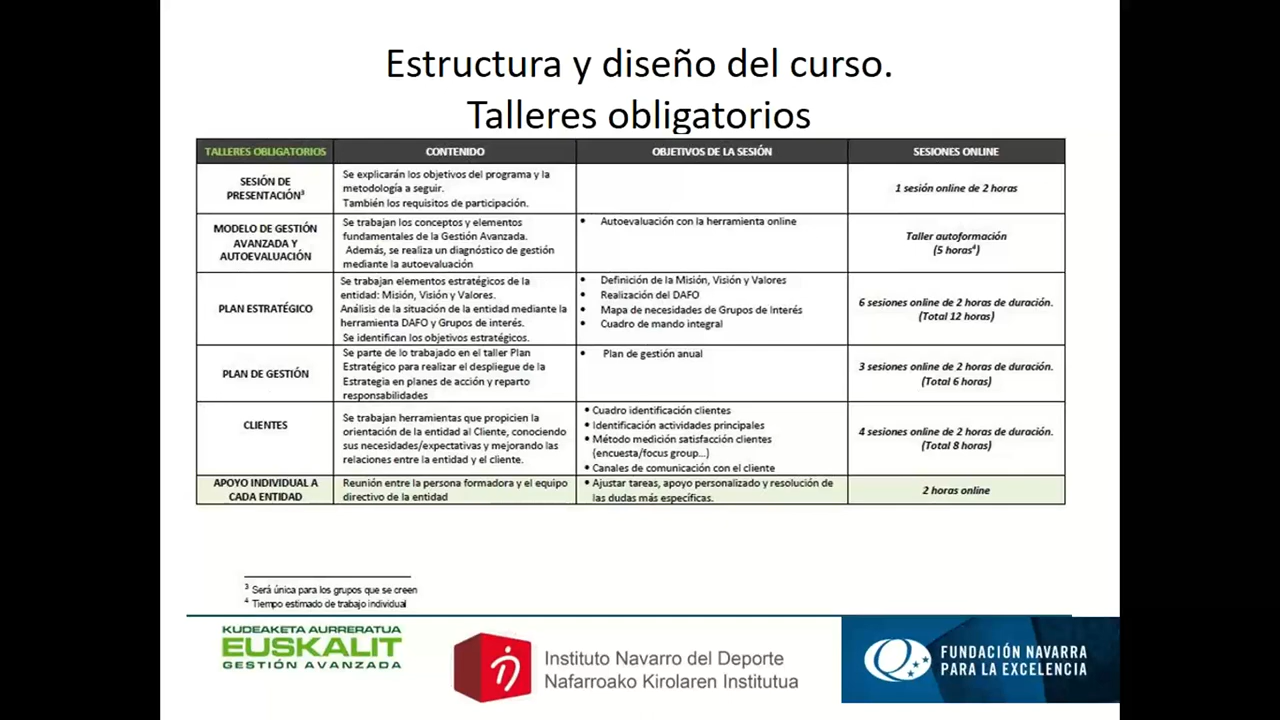 Estructura y diseño del curso.
Talleres obligatorios
TALLERES OBLIGATORIOS
CONTENIDO
OBJETIVOS DE LA SESIÓN
SESIONES ONLINE
SESIÓN DE
PRESENTACIÓN³
Se explicarán los objetivos del programa y la
metodología a seguir.
También los requisitos de participación.
1 sesión online de 2 horas
MODELO DE GESTIÓN
AVANZADA Y
AUTOEVALUACIÓN
Se trabajan los conceptos y elementos
fundamentales de la Gestión Avanzada.
Además, se realiza un diagnóstico de gestión
mediante la autoevaluación
• Autoevaluación con la herramienta online
Taller autoformación
(5 horas⁴)
PLAN ESTRATÉGICO
Se trabajan elementos estratégicos de la
entidad: Misión, Visión y Valores.
Análisis de la situación de la entidad mediante la
herramienta DAFO y Grupos de interés.
Se identifican los objetivos estratégicos.
• Definición de la Misión, Visión y Valores
• Realización del DAFO
• Mapa de necesidades de Grupos de Interés
• Cuadro de mando integral
6 sesiones online de 2 horas de duración.
(Total 12 horas)
PLAN DE GESTIÓN
Se parte de lo trabajado en el taller Plan
Estratégico para realizar el despliegue de la
Estrategia en planes de acción y reparto
responsabilidades
• Plan de gestión anual
3 sesiones online de 2 horas de duración.
(Total 6 horas)
CLIENTES
Se trabajan herramientas que propicien la
orientación de la entidad al Cliente, conociendo
sus necesidades/expectativas y mejorando las
relaciones entre la entidad y el cliente.
• Cuadro identificación clientes
• Identificación actividades principales
• Método medición satisfacción clientes
(encuesta/focus group...)
• Canales de comunicación con el cliente
4 sesiones online de 2 horas de duración.
(Total 8 horas)
APOYO INDIVIDUAL A
CADA ENTIDAD
Reunión entre la persona formadora y el equipo
directivo de la entidad
• Ajustar tareas, apoyo personalizado y resolución de
las dudas más específicas.
2 horas online
³ Será única para los grupos que se creen
⁴ Tiempo estimado de trabajo individual
KUDEAKETA AURRERATUA
EUSKALIT
GESTIÓN AVANZADA
Instituto Navarro del Deporte
Nafarroako Kirolaren Institutua
FUNDACIÓN NAVARRA
PARA LA EXCELENCIA